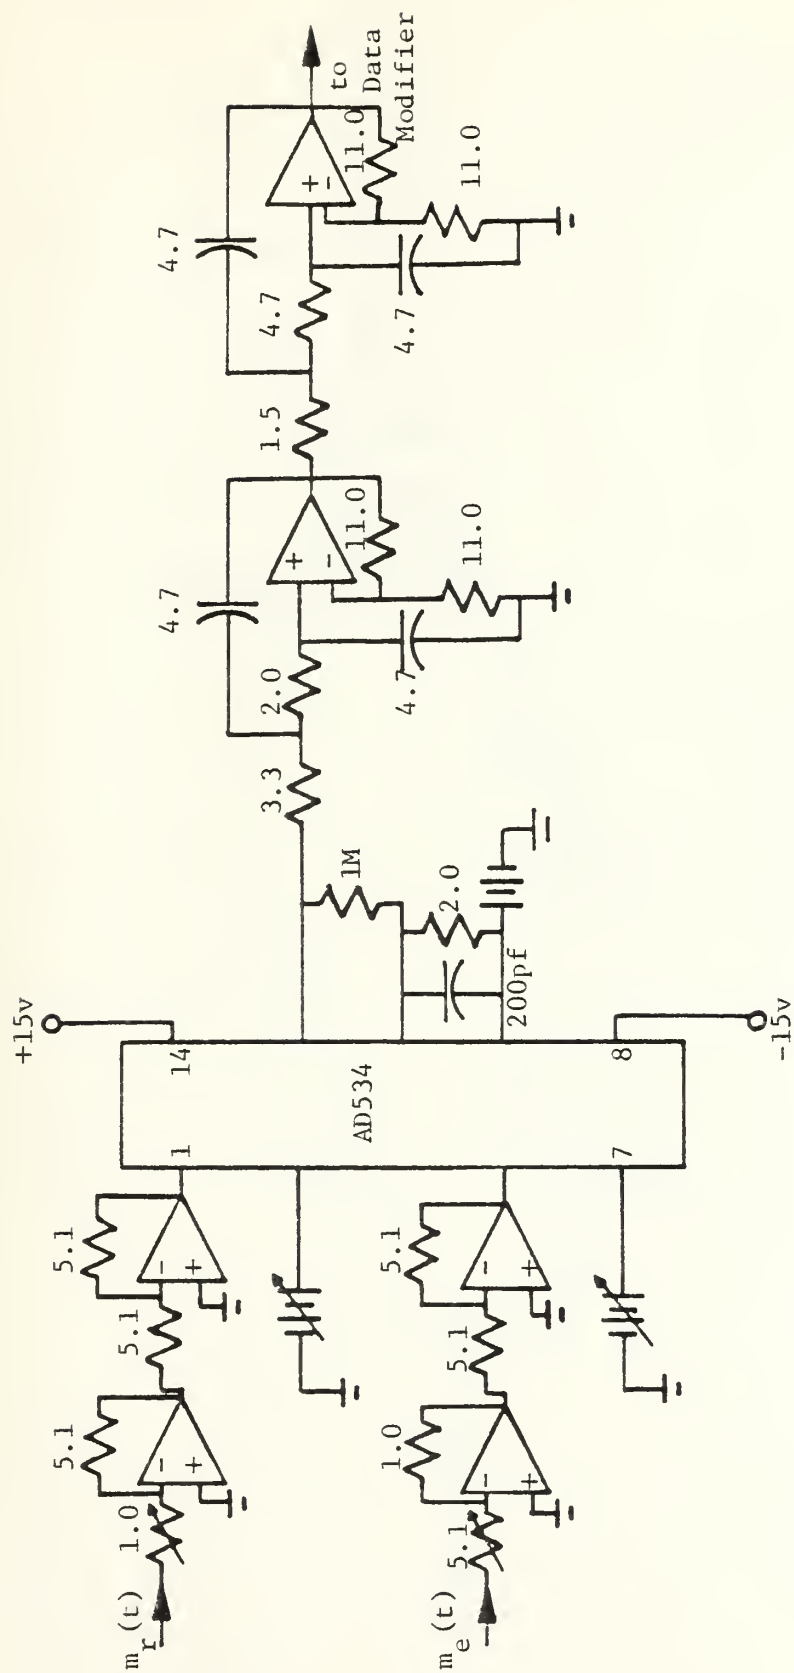 m_r(t)
1.0
5.1
5.1
5.1
m_e(t)
5.1
1.0
5.1
5.1
+15v
1
14
AD534
7
8
-15v
200pf
2.0
1M
3.3
2.0
4.7
4.7
11.0
11.0
1.5
4.7
4.7
4.7
11.0
11.0
to
Data
Modifier